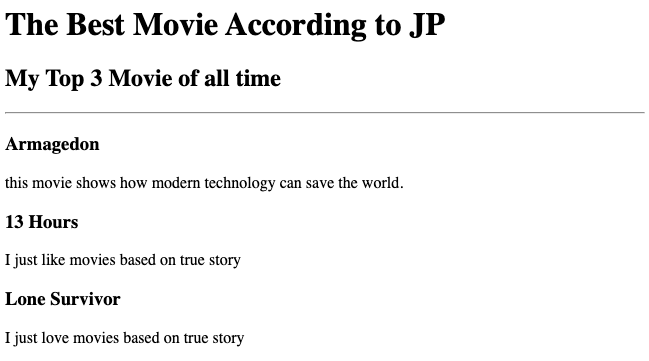 The Best Movie According to JP
My Top 3 Movie of all time
Armagedon
this movie shows how modern technology can save the world.
13 Hours
I just like movies based on true story
Lone Survivor
I just love movies based on true story